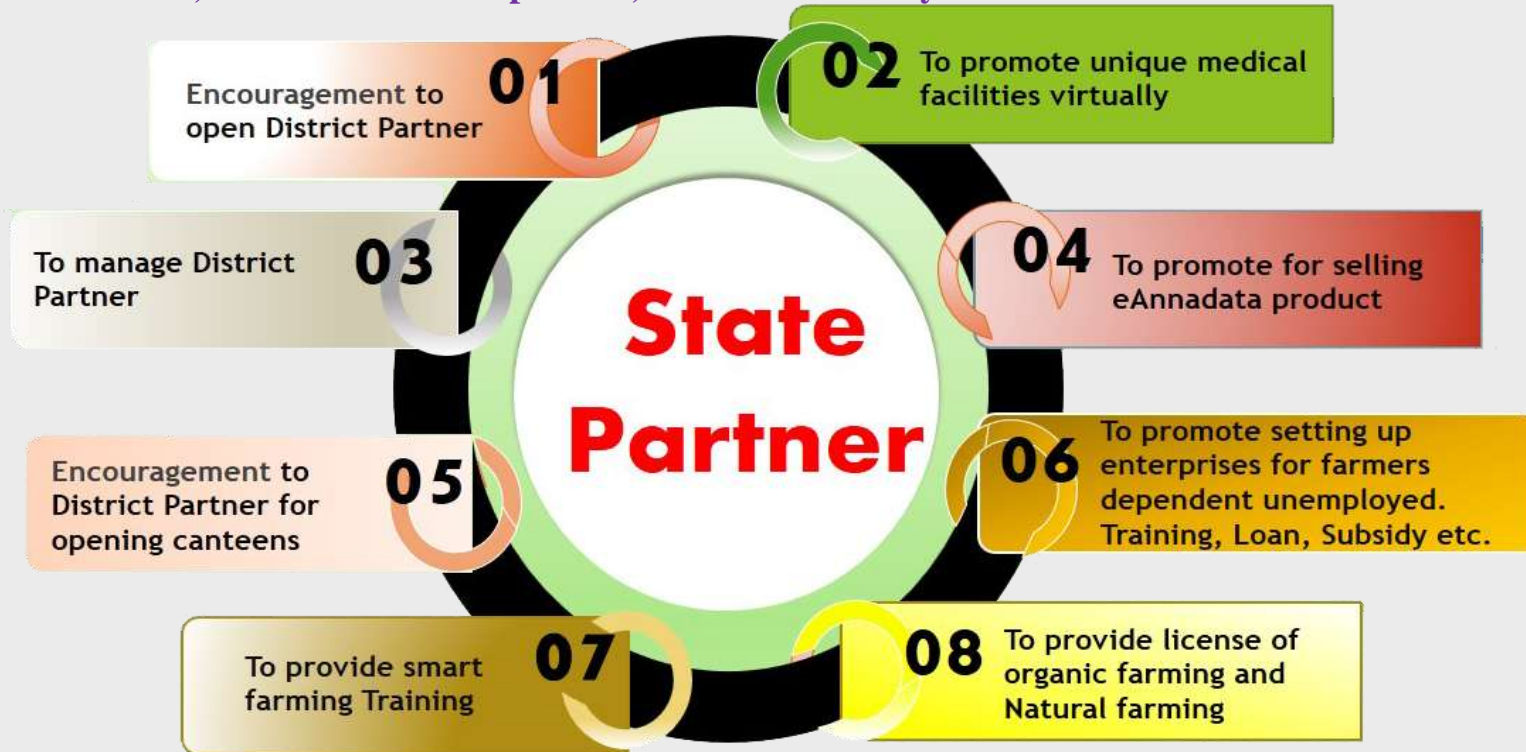 01
Encouragement to
open District Partner
02
To promote unique medical
facilities virtually
03
To manage District
Partner
04
To promote for selling
eAnnadata product
State
Partner
05
Encouragement to
District Partner for
opening canteens
06
To promote setting up
enterprises for farmers
dependent unemployed.
Training, Loan, Subsidy etc.
07
To provide smart
farming Training
08
To provide license of
organic farming and
Natural farming